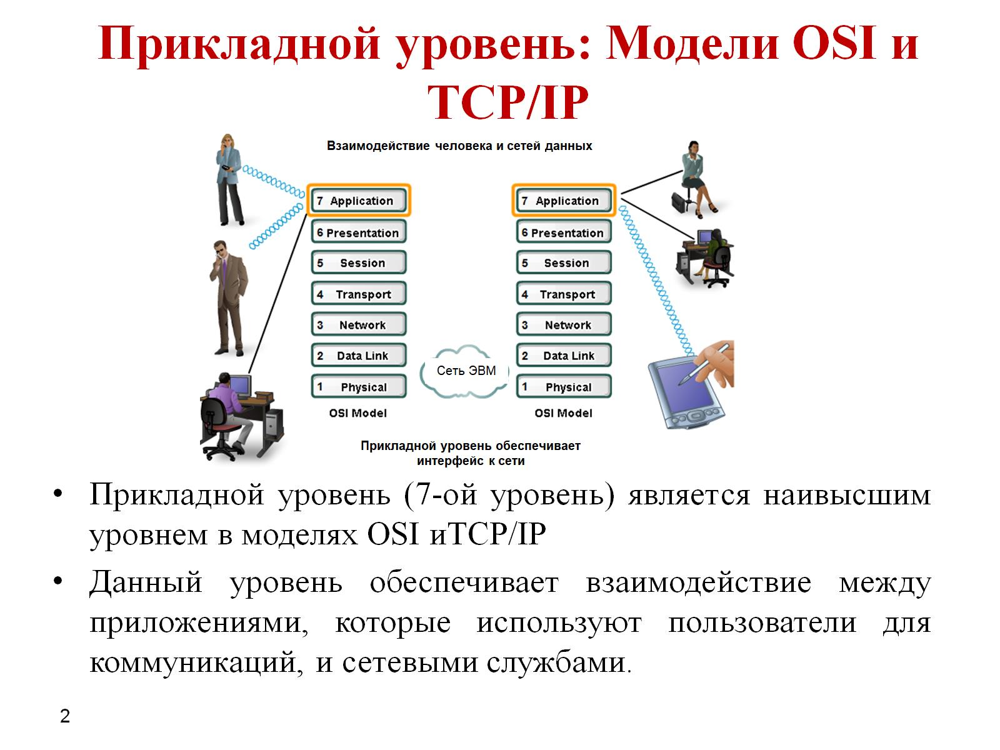 Прикладной уровень: Модели OSI и
TCP/IP
Взаимодействие человека и сетей данных
7 Application
6 Presentation
5 Session
4 Transport
3 Network
2 Data Link
1 Physical
OSI Model
Сеть ЭВМ
7 Application
6 Presentation
5 Session
4 Transport
3 Network
2 Data Link
1 Physical
OSI Model
Прикладной уровень обеспечивает
интерфейс к сети
• Прикладной уровень (7-ой уровень) является наивысшим
уровнем в моделях OSI иTCP/IP
• Данный уровень обеспечивает взаимодействие между
приложениями, которые используют пользователи для
коммуникаций, и сетевыми службами.
2